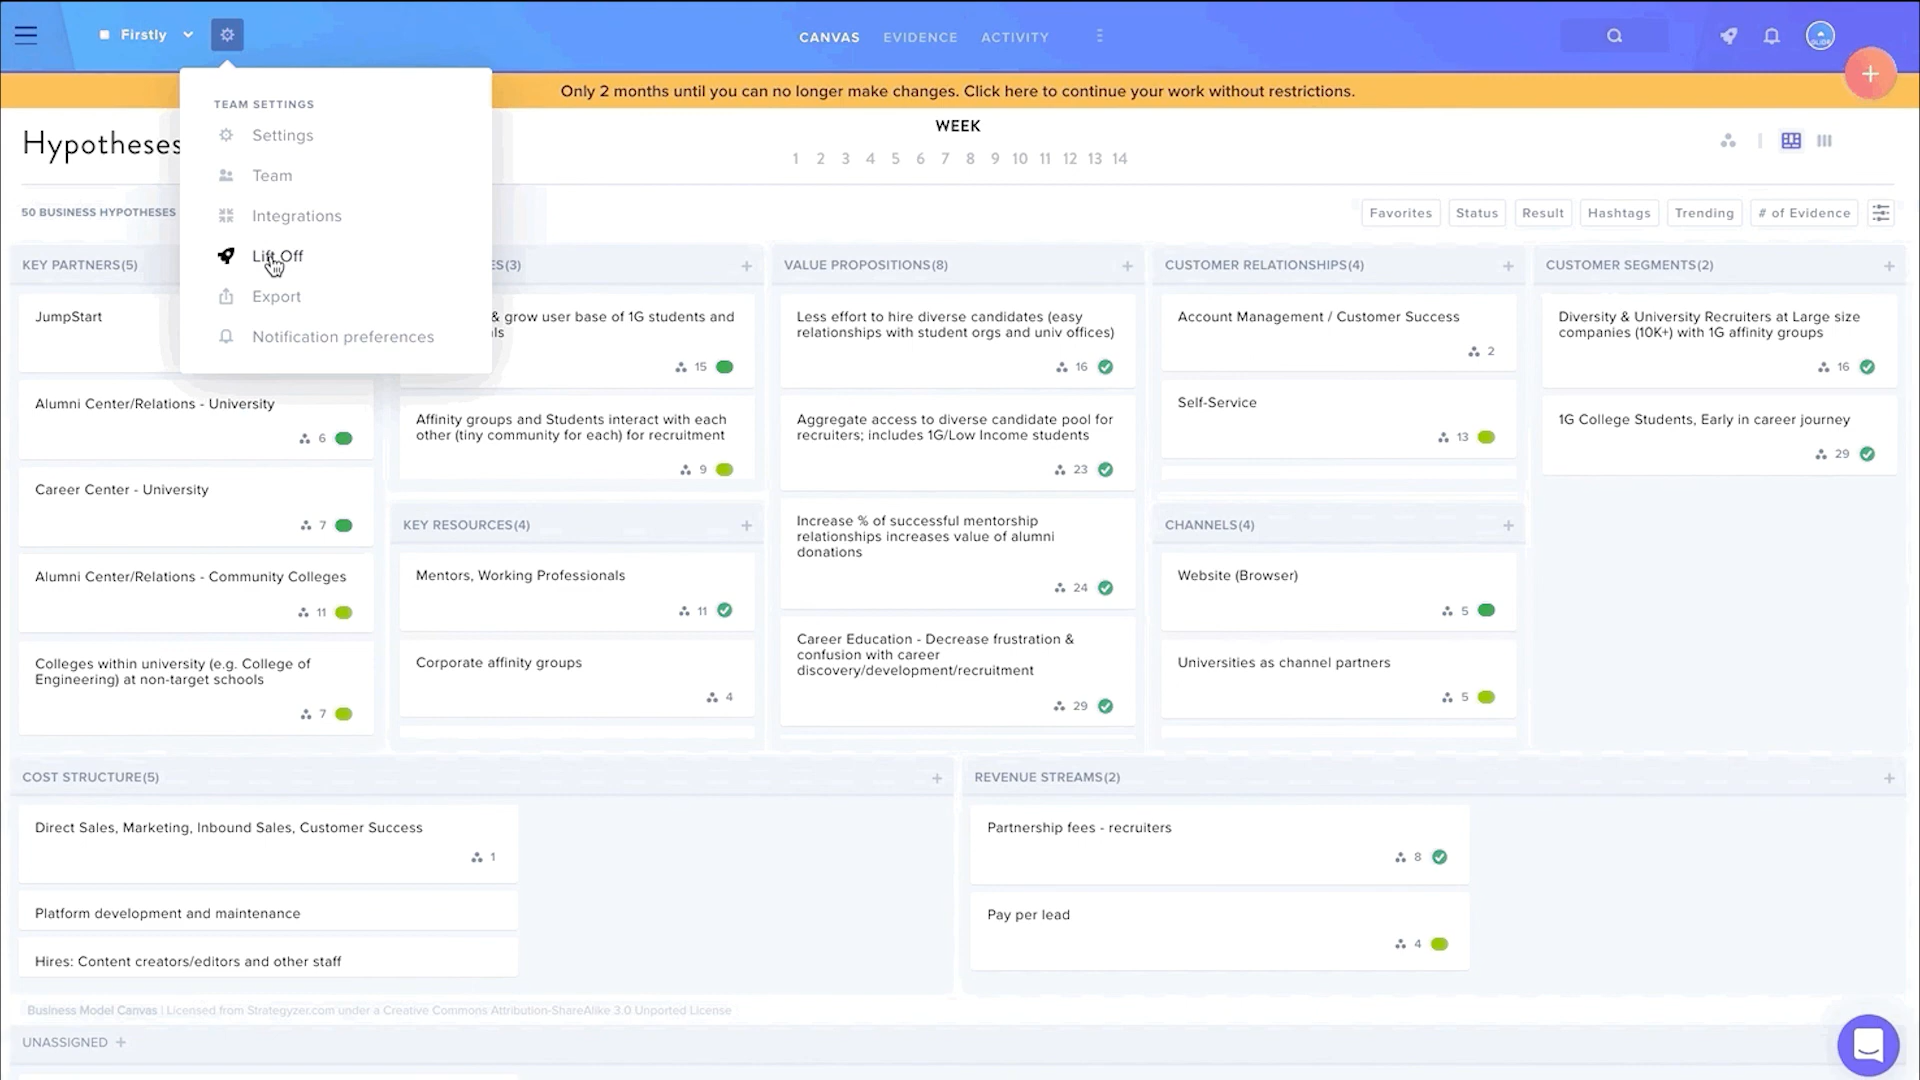 Firstly
CANVAS EVIDENCE ACTIVITY
Only 2 months until you can no longer make changes. Click here to continue your work without restrictions.
TEAM SETTINGS
Settings
Team
Integrations
Lift Off
Export
Notification preferences
Hypotheses
WEEK
1 2 3 4 5 6 7 8 9 10 11 12 13 14
50 BUSINESS HYPOTHESES
Favorites Status Result Hashtags Trending # of Evidence
KEY PARTNERS(5)
JumpStart
Alumni Center/Relations - University
6
Career Center - University
7
Alumni Center/Relations - Community Colleges
11
Colleges within university (e.g. College of
Engineering) at non-target schools
7
ES(3)
& grow user base of 1G students and
ls
15
Affinity groups and Students interact with each
other (tiny community for each) for recruitment
9
KEY RESOURCES(4)
Mentors, Working Professionals
11
Corporate affinity groups
4
VALUE PROPOSITIONS(8)
Less effort to hire diverse candidates (easy
relationships with student orgs and univ offices)
16
Aggregate access to diverse candidate pool for
recruiters; includes 1G/Low Income students
23
Increase % of successful mentorship
relationships increases value of alumni
donations
24
Career Education - Decrease frustration &
confusion with career
discovery/development/recruitment
29
CUSTOMER RELATIONSHIPS(4)
Account Management / Customer Success
2
Self-Service
13
CHANNELS(4)
Website (Browser)
5
Universities as channel partners
5
CUSTOMER SEGMENTS(2)
Diversity & University Recruiters at Large size
companies (10K+) with 1G affinity groups
16
1G College Students, Early in career journey
29
COST STRUCTURE(5)
Direct Sales, Marketing, Inbound Sales, Customer Success
1
Platform development and maintenance
Hires: Content creators/editors and other staff
REVENUE STREAMS(2)
Partnership fees - recruiters
8
Pay per lead
4
Business Model Canvas | Licensed from Strategyzer.com under a Creative Commons Attribution-ShareAlike 3.0 Unported License
UNASSIGNED